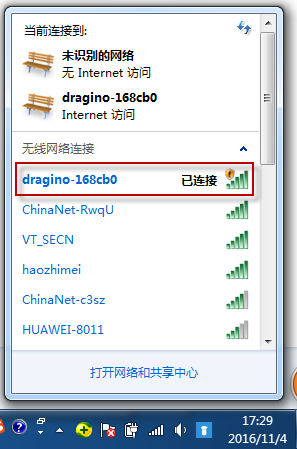 当前连接到:
未识别的网络
无 Internet 访问
dragino-168cb0
Internet 访问
无线网络连接
dragino-168cb0 已连接
ChinaNet-RwqU
VT_SECN
haozhimei
ChinaNet-c3sz
HUAWEI-8011
打开网络和共享中心
17:29
2016/11/4